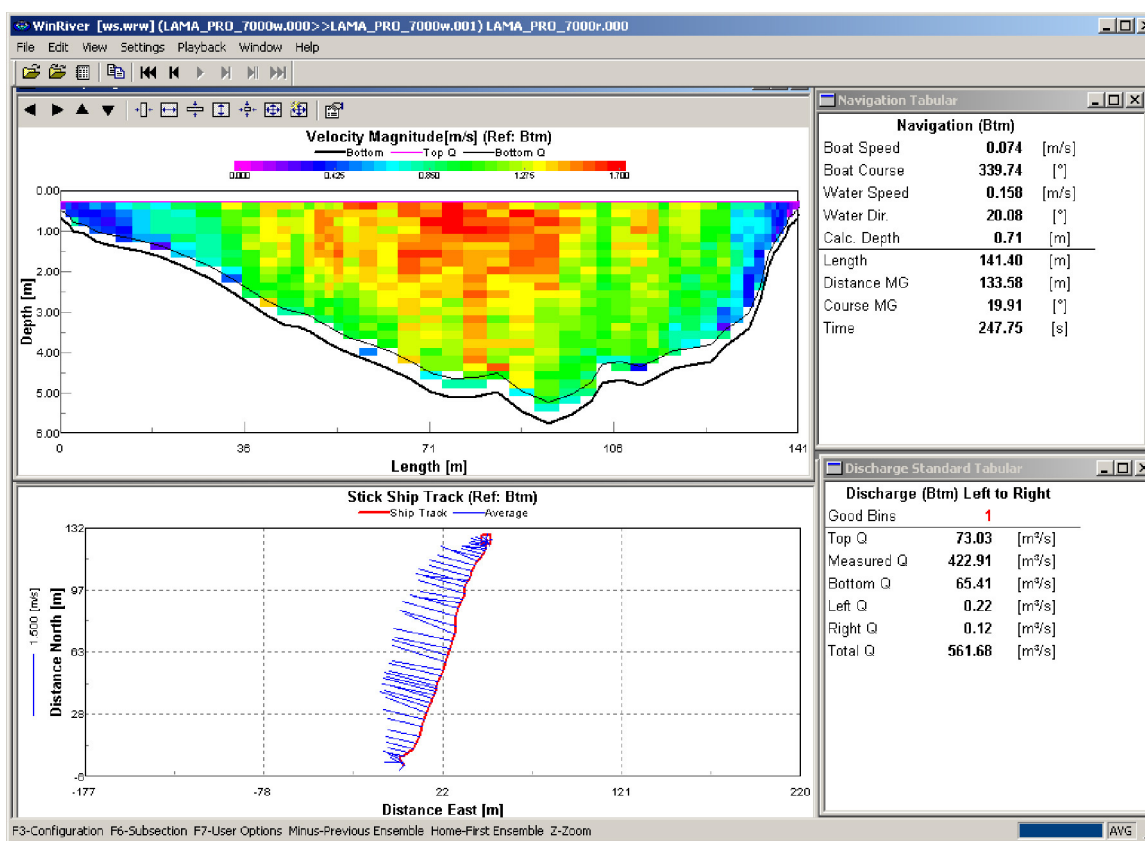 WinRiver [ws.wrw] (LAMA_PRO_7000w.000>>LAMA_PRO_7000w.001) LAMA_PRO_7000r.000
File Edit View Settings Playback Window Help
Velocity Magnitude[m/s] (Ref: Btm)
Bottom Top Q Bottom Q
0.000 0.425 0.850 1.275 1.700
0.00
1.00
2.00
3.00
4.00
5.00
6.00
Depth [m]
0 36 71 106 141
Length [m]
Stick Ship Track (Ref: Btm)
Ship Track Average
1.500 [m/s]
Distance North [m]
132
97
63
28
-6
-177 -78 22 121 220
Distance East [m]
Navigation Tabular
Navigation (Btm)
Boat Speed 0.074 [m/s]
Boat Course 339.74 [°]
Water Speed 0.158 [m/s]
Water Dir. 20.08 [°]
Calc. Depth 0.71 [m]
Length 141.40 [m]
Distance MG 133.58 [m]
Course MG 19.91 [°]
Time 247.75 [s]
Discharge Standard Tabular
Discharge (Btm) Left to Right
Good Bins 1
Top Q 73.03 [m³/s]
Measured Q 422.91 [m³/s]
Bottom Q 65.41 [m³/s]
Left Q 0.22 [m³/s]
Right Q 0.12 [m³/s]
Total Q 561.68 [m³/s]
F3-Configuration F6-Subsection F7-User Options Minus-Previous Ensemble Home-First Ensemble Z-Zoom
AVG